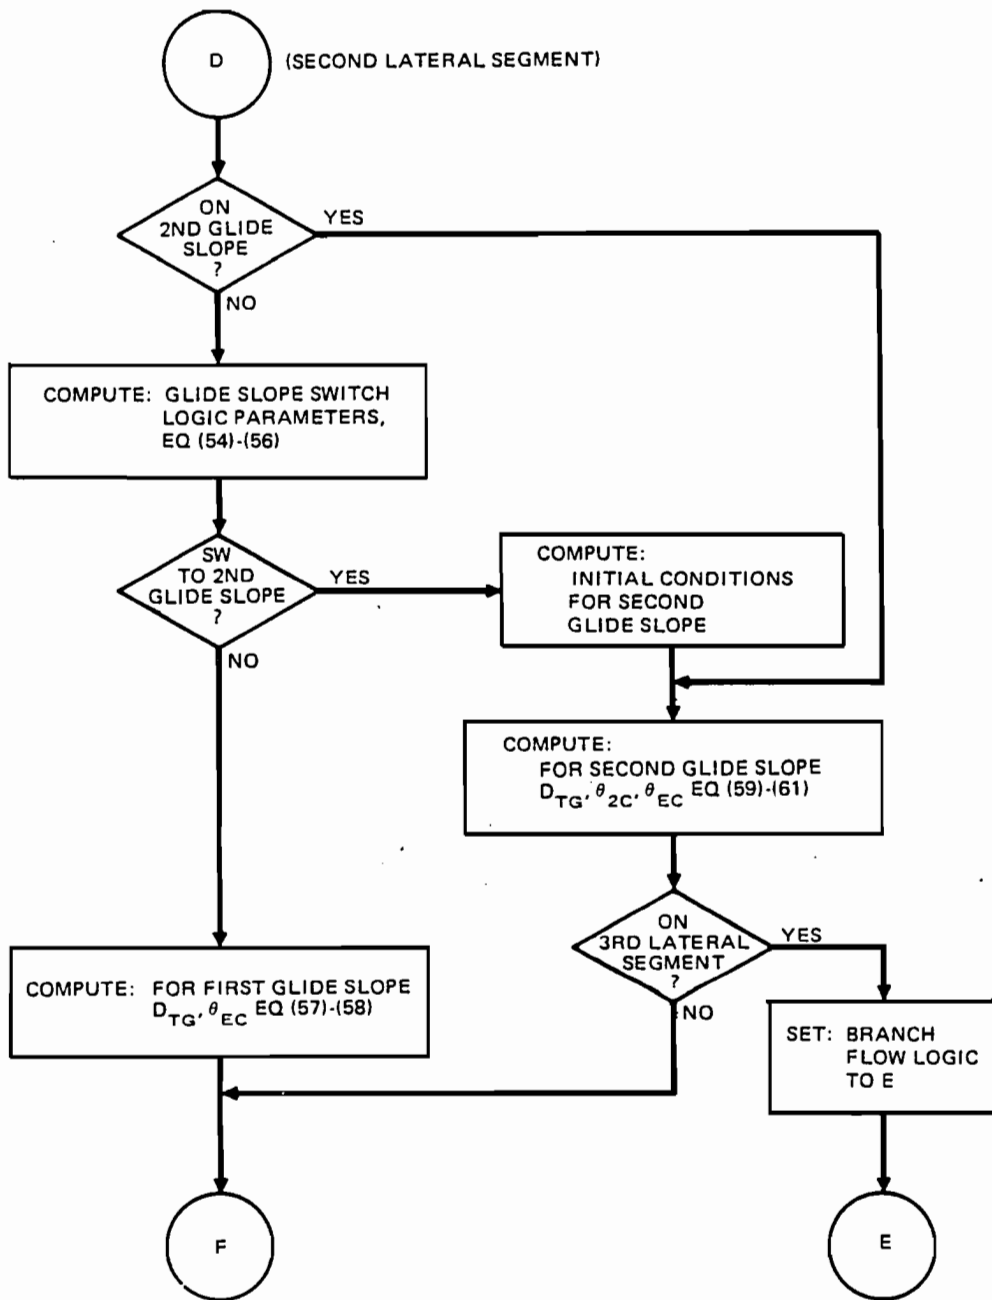 D
(SECOND LATERAL SEGMENT)
ON
2ND GLIDE
SLOPE
?
YES
NO
COMPUTE: GLIDE SLOPE SWITCH
LOGIC PARAMETERS,
EQ (54)-(56)
SW
TO 2ND
GLIDE SLOPE
?
YES
NO
COMPUTE:
INITIAL CONDITIONS
FOR SECOND
GLIDE SLOPE
COMPUTE:
FOR SECOND GLIDE SLOPE
D_TG, θ_2C, θ_EC EQ (59)-(61)
ON
3RD LATERAL
SEGMENT
?
YES
NO
COMPUTE: FOR FIRST GLIDE SLOPE
D_TG, θ_EC EQ (57)-(58)
SET: BRANCH
FLOW LOGIC
TO E
F
E